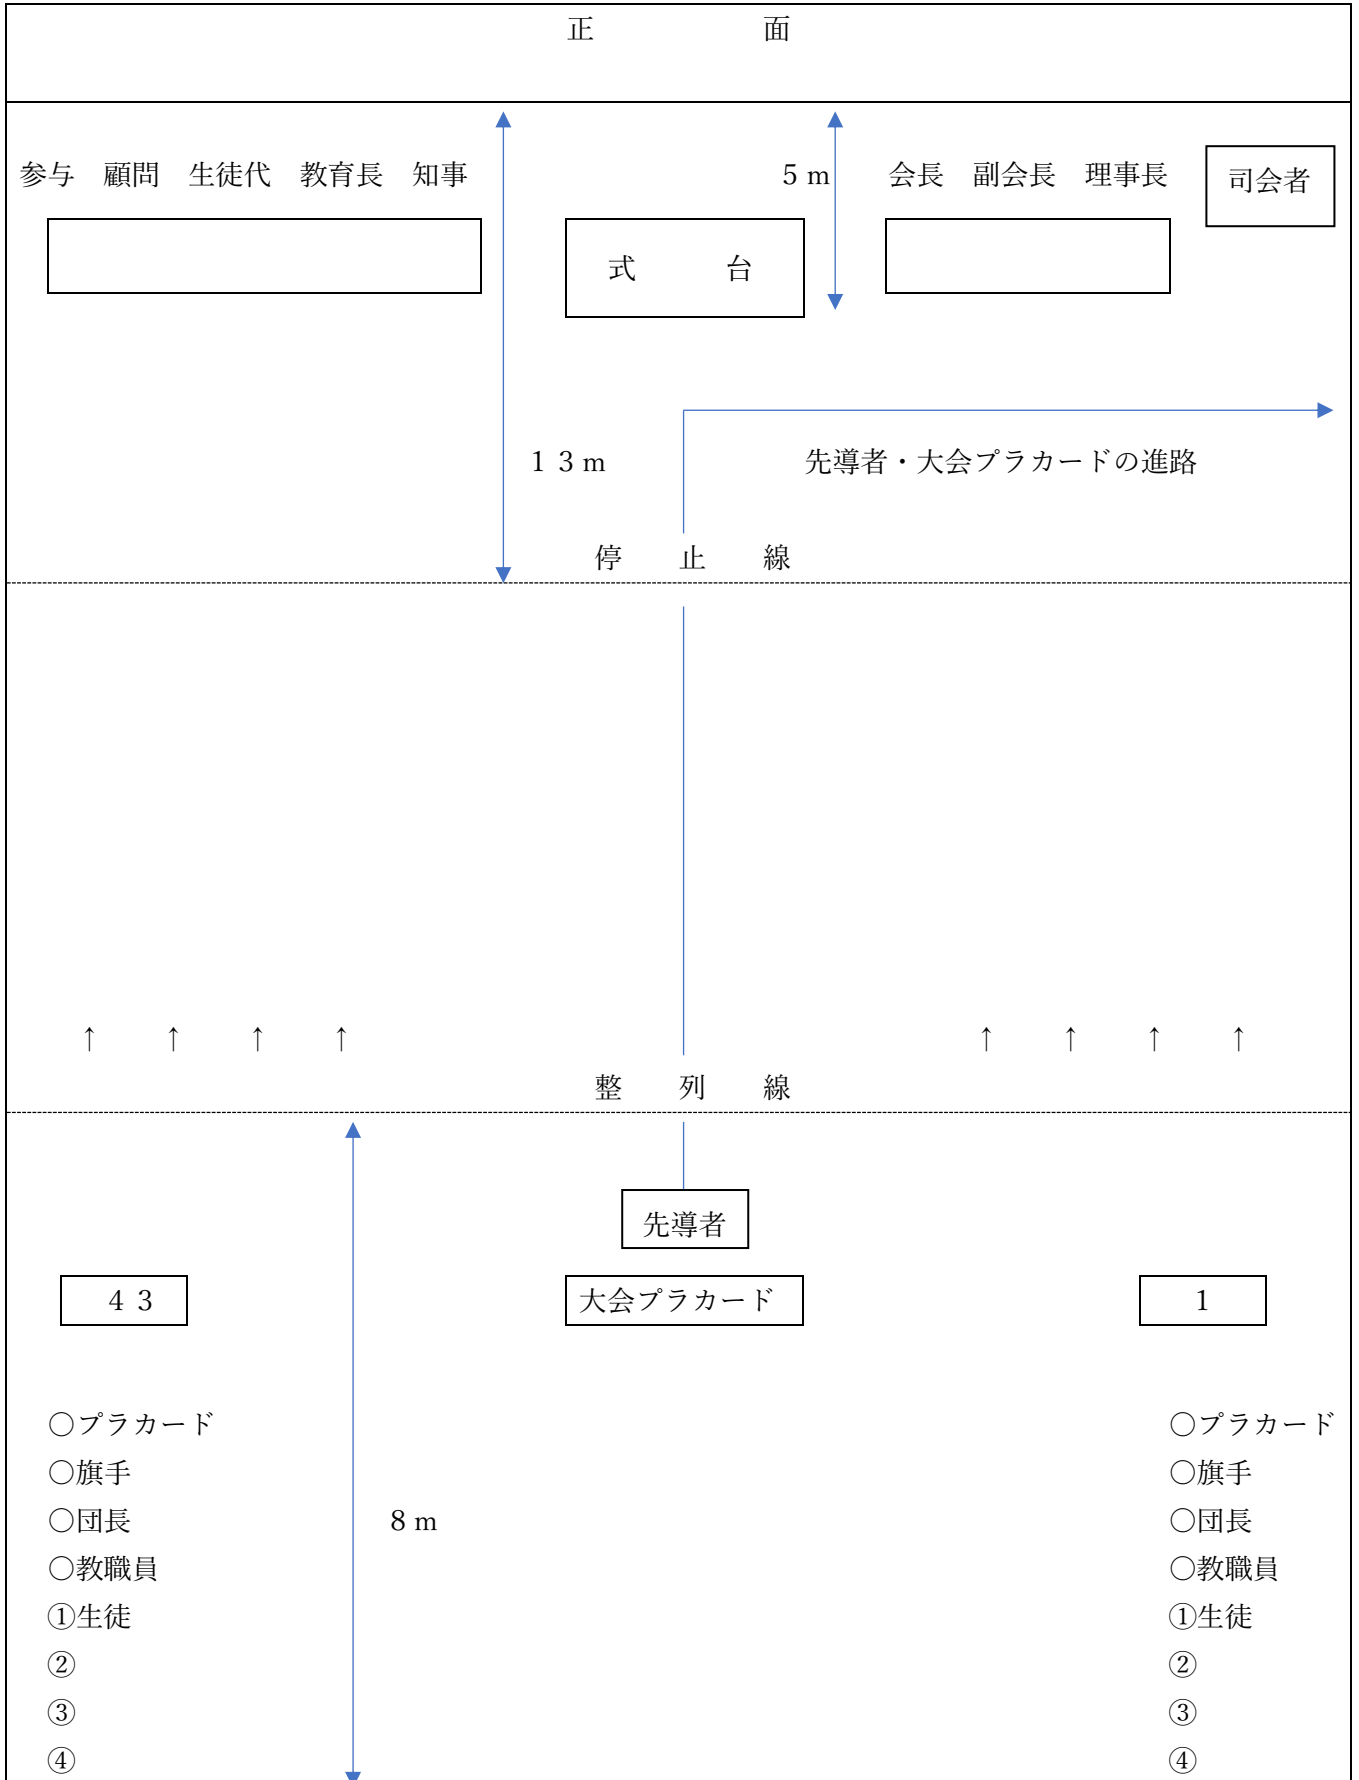 正　　　面
参与　顧問　生徒代　教育長　知事　５ｍ　会長　副会長　理事長　司会者
式　　台
１３ｍ　先導者・大会プラカードの進路
停　止　線
↑　↑　↑　↑　↑　↑　↑　↑
整　列　線
先導者
４３　大会プラカード　１
○プラカード　○プラカード
○旗手　○旗手
○団長　８ｍ　○団長
○教職員　○教職員
①生徒　①生徒
②　②
③　③
④　④